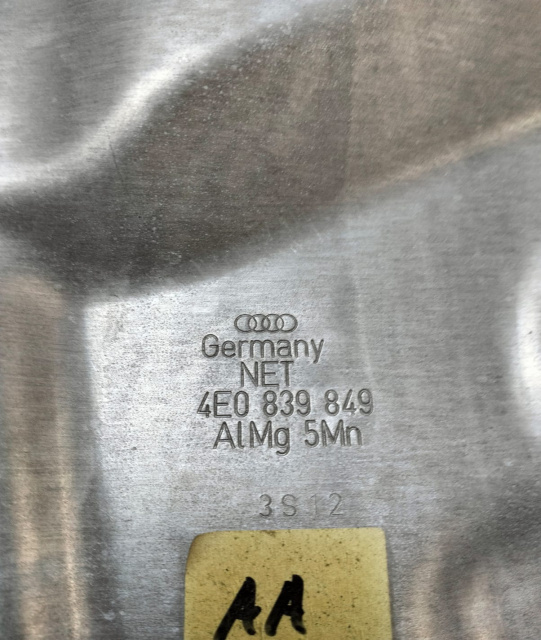 Germany
NET
4E0 839 849
AlMg 5Mn
3S12
AA